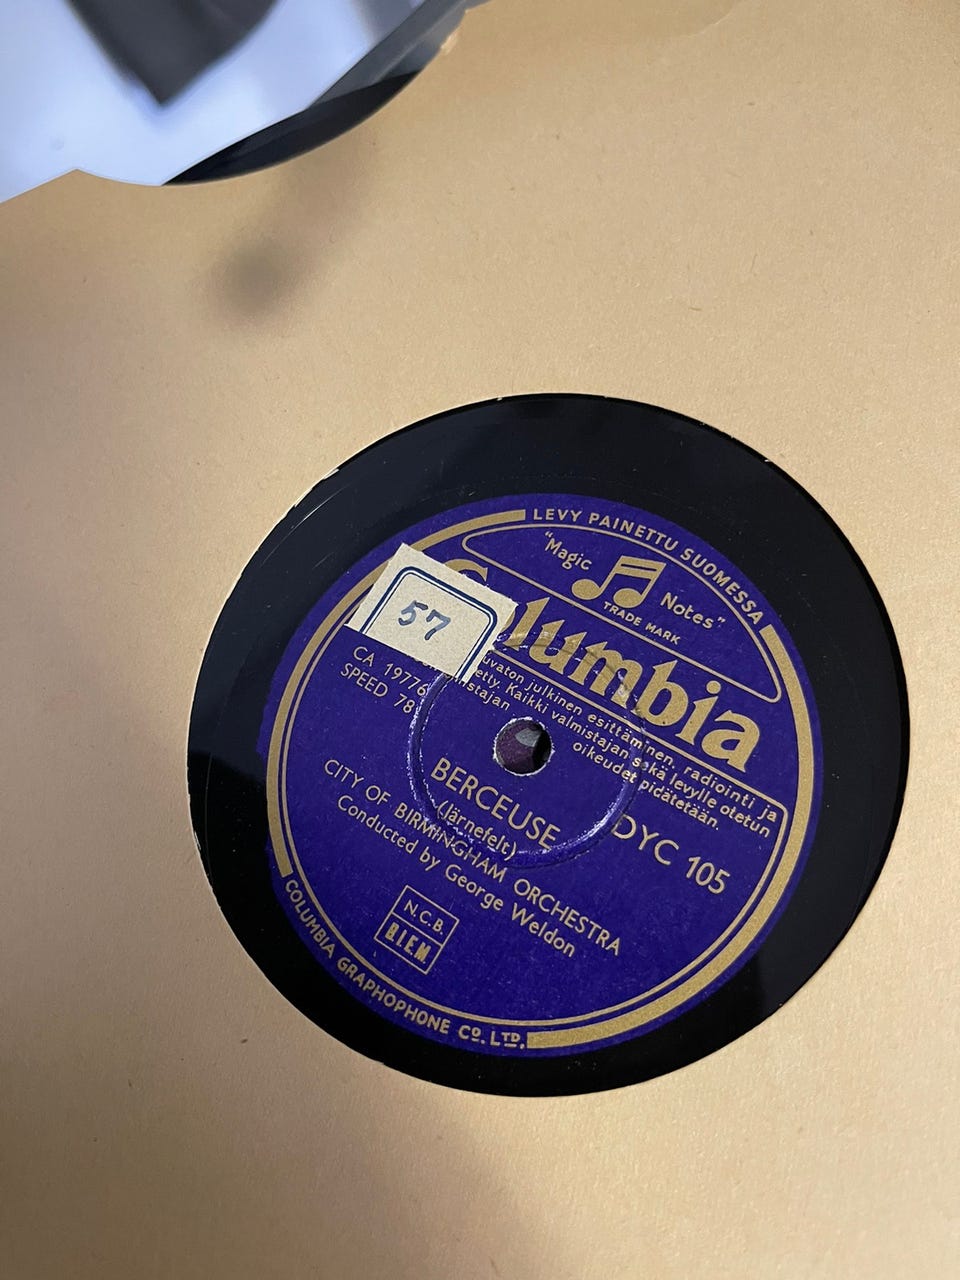 LEVY PAINETTU SUOMESSA
"Magic Notes"
TRADE MARK
Columbia
57
julkinen esittäminen, radiointi ja
Kaikki valmistajan sekä levylle otetun
oikeudet pidätetään.
CA 19776
SPEED 78
BERCEUSE
(Järnefelt)
DYC 105
CITY OF BIRMINGHAM ORCHESTRA
Conducted by George Weldon
N.C.B.
B.I.E.M.
COLUMBIA GRAPHOPHONE CO. LTD.